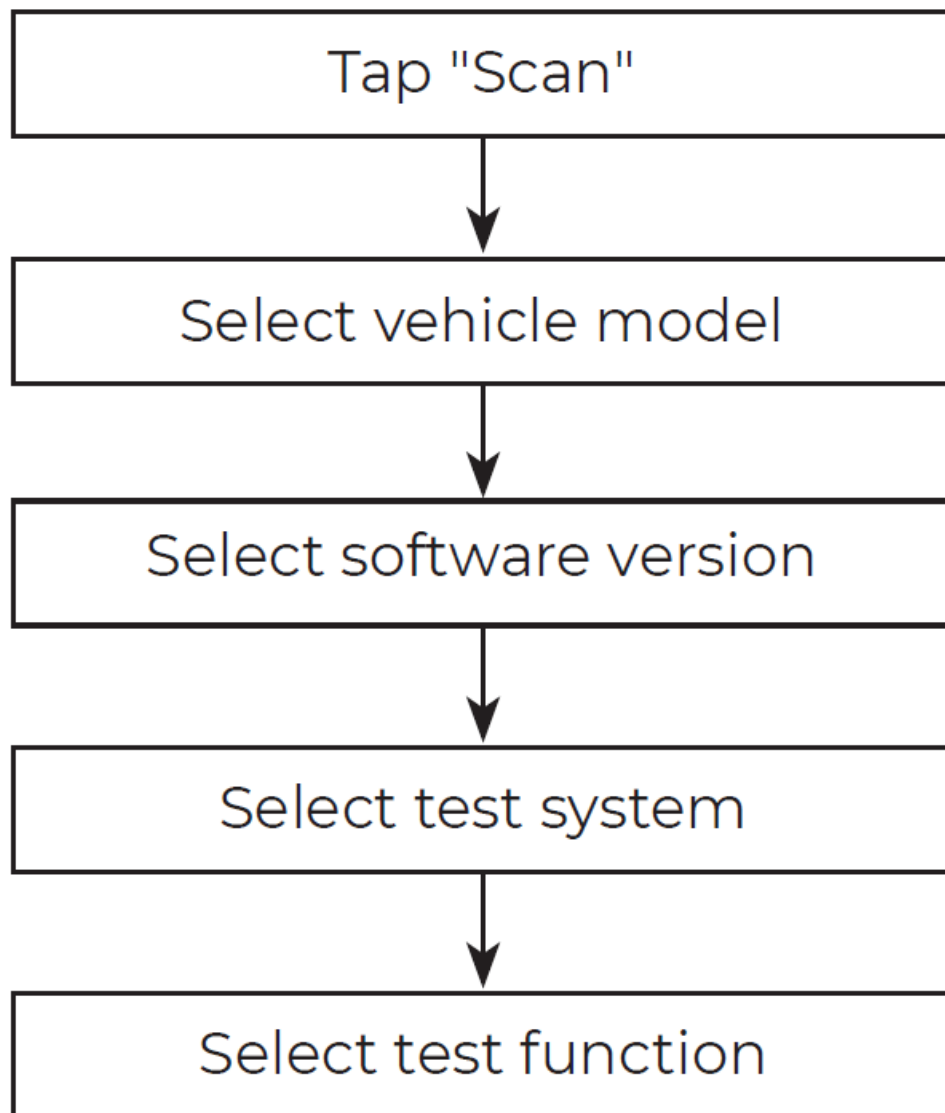 Tap "Scan"
Select vehicle model
Select software version
Select test system
Select test function